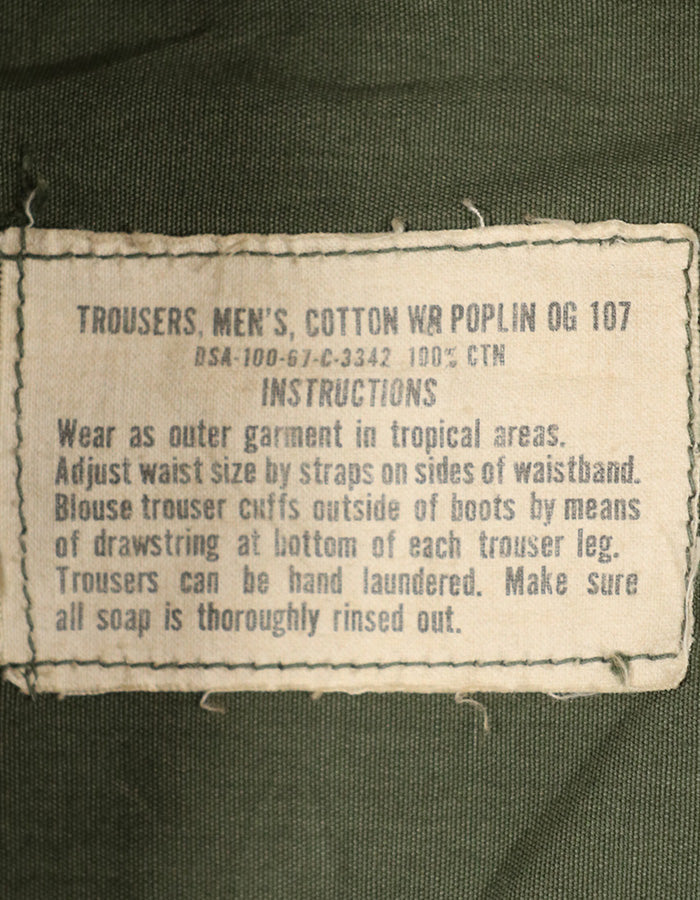 TROUSERS, MEN'S, COTTON WR POPLIN OG 107
DSA-100-67-C-3342 100% CTN
INSTRUCTIONS
Wear as outer garment in tropical areas.
Adjust waist size by straps on sides of waistband.
Blouse trouser cuffs outside of boots by means
of drawstring at bottom of each trouser leg.
Trousers can be hand laundered. Make sure
all soap is thoroughly rinsed out.